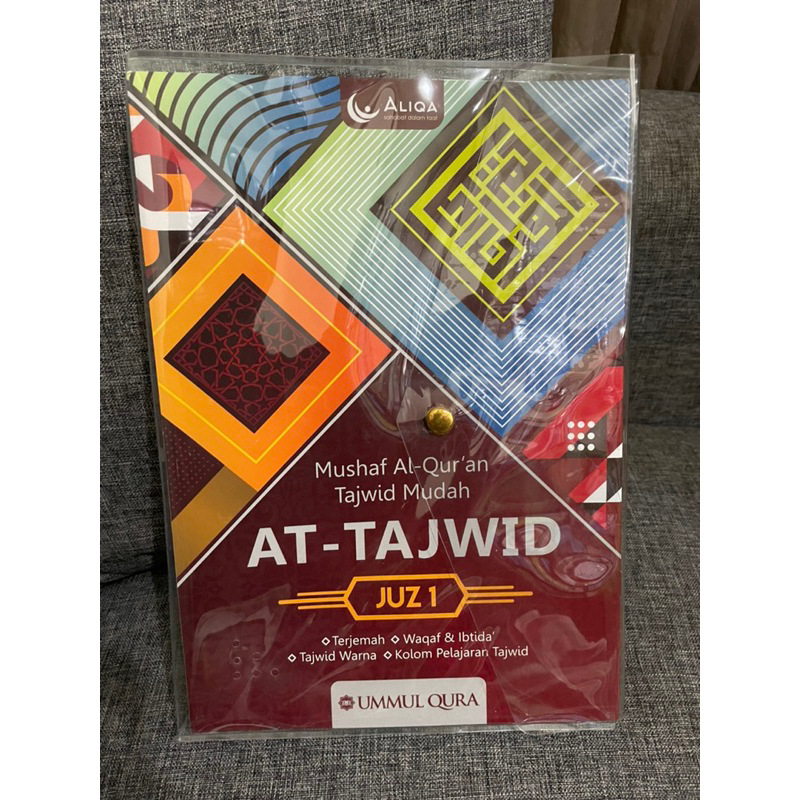 ALIQA
sahabat dalam taat
Mushaf Al-Qur'an
Tajwid Mudah
AT-TAJWID
JUZ 1
Terjemah Waqaf & Ibtida'
Tajwid Warna Kolom Pelajaran Tajwid
UMMUL QURA